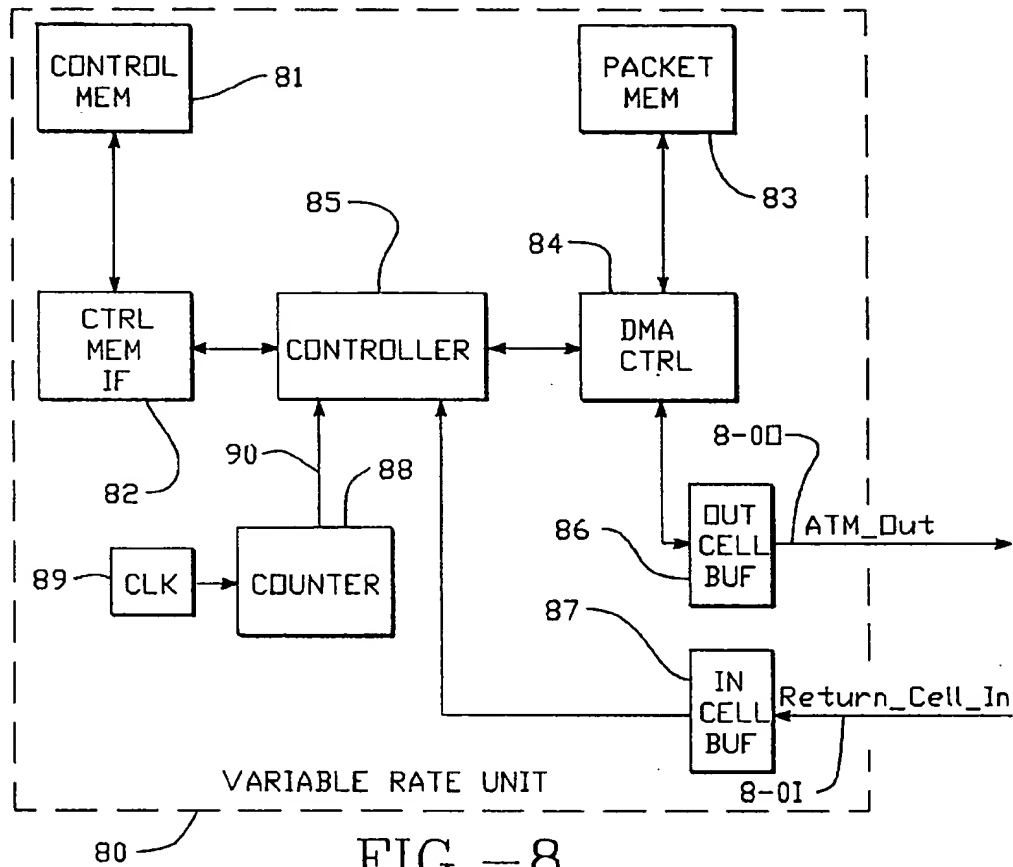 CONTROL
MEM
81
PACKET
MEM
83
85
84
CTRL
MEM
IF
CONTROLLER
DMA
CTRL
82
90
88
8-00
89
CLK
COUNTER
86
OUT
CELL
BUF
ATM_Out
87
IN
CELL
BUF
Return_Cell_In
VARIABLE RATE UNIT
8-0I
80
FIG.-8